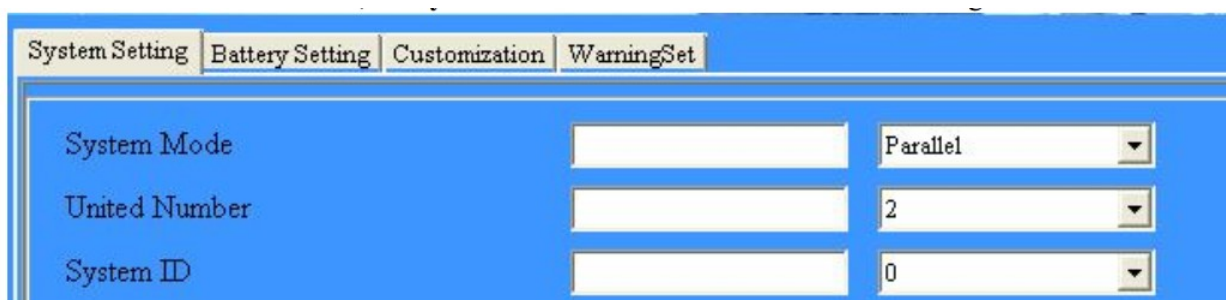 System Setting Battery Setting Customization WarningSet
System Mode Parallel
United Number 2
System ID 0